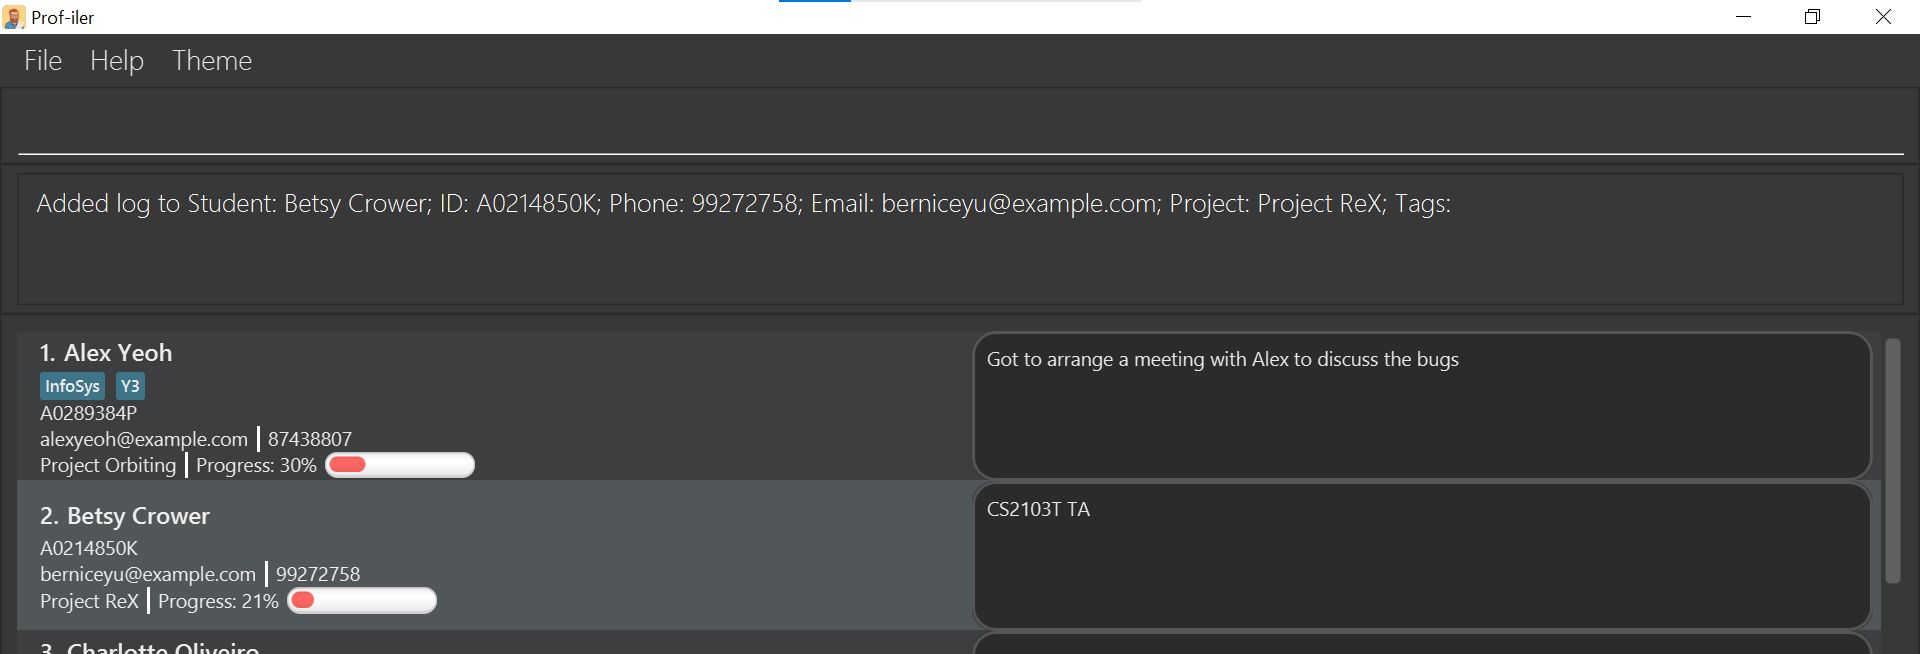 Prof-iler
File Help Theme
Added log to Student: Betsy Crower; ID: A0214850K; Phone: 99272758; Email: berniceyu@example.com; Project: Project ReX; Tags:
1. Alex Yeoh
InfoSys Y3
A0289384P
alexyeoh@example.com 87438807
Project Orbiting Progress: 30%
Got to arrange a meeting with Alex to discuss the bugs
2. Betsy Crower
A0214850K
berniceyu@example.com 99272758
Project ReX Progress: 21%
CS2103T TA
3. Charlotte Oliveiro